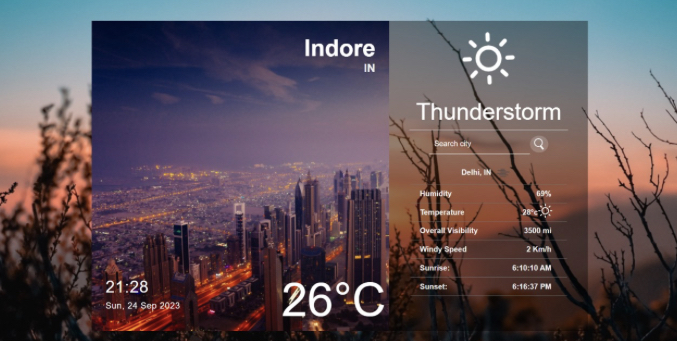 Indore
IN
21:28
Sun, 24 Sep 2023
26°C
Thunderstorm
Search city
Delhi, IN
Humidity 69%
Temperature 28°c
Overall Visibility 3500 mi
Windy Speed 2 Km/h
Sunrise: 6:10:10 AM
Sunset: 6:16:37 PM